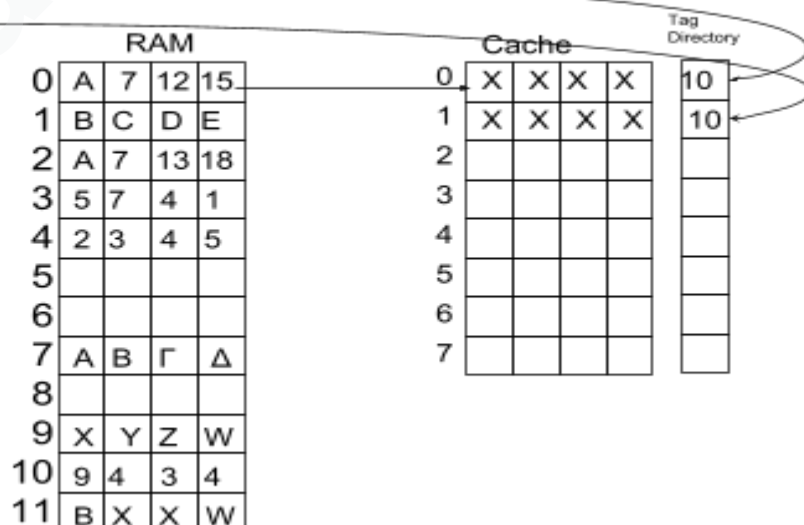 Tag
Directory
RAM Cache
0 A 7 12 15 0 X X X X 10
1 B C D E 1 X X X X 10
2 A 7 13 18 2
3 5 7 4 1 3
4 2 3 4 5 4
5 5
6 6
7 A B Γ Δ 7
8
9 X Y Z W
10 9 4 3 4
11 B X X W